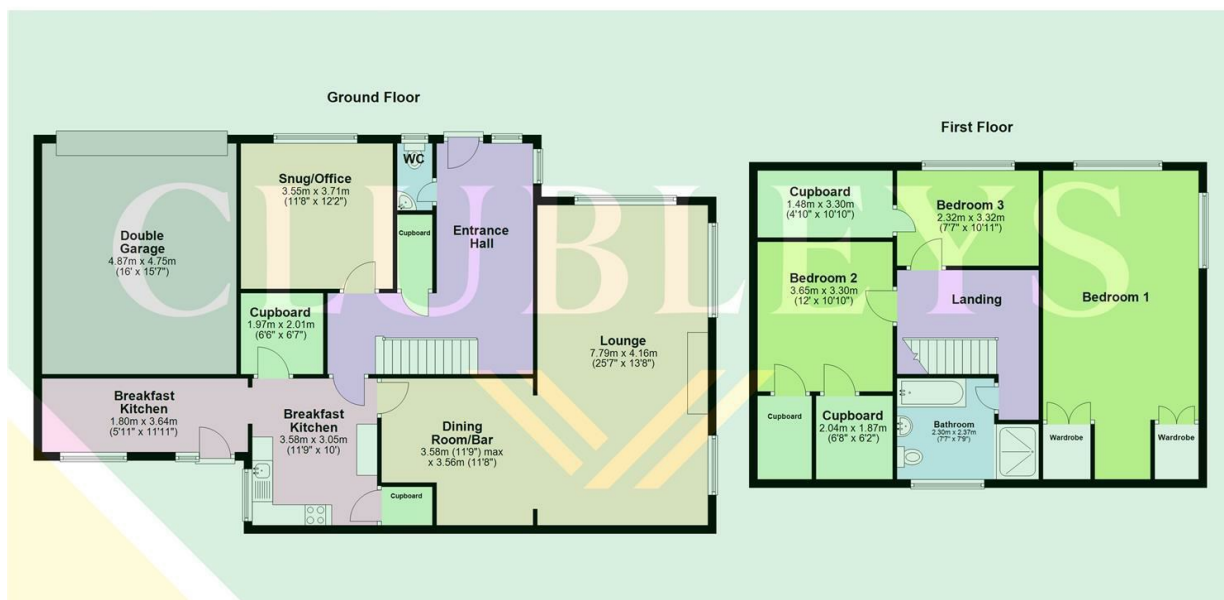 Ground Floor
First Floor
CLUBLEYS
Double
Garage
4.87m x 4.75m
(16' x 15'7")
Snug/Office
3.55m x 3.71m
(11'8" x 12'2")
WC
Cupboard
Entrance
Hall
Cupboard
1.97m x 2.01m
(6'6" x 6'7")
Lounge
7.79m x 4.16m
(25'7" x 13'8")
Breakfast
Kitchen
1.80m x 3.64m
(5'11" x 11'11")
Breakfast
Kitchen
3.58m x 3.05m
(11'9" x 10')
Dining
Room/Bar
3.58m (11'9") max
x 3.56m (11'8")
Cupboard
Cupboard
1.48m x 3.30m
(4'10" x 10'10")
Bedroom 3
2.32m x 3.32m
(7'7" x 10'11")
Bedroom 2
3.65m x 3.30m
(12' x 10'10")
Landing
Bedroom 1
Cupboard
Cupboard
2.04m x 1.87m
(6'8" x 6'2")
Bathroom
2.30m x 2.37m
(7'7" x 7'9")
Wardrobe
Wardrobe